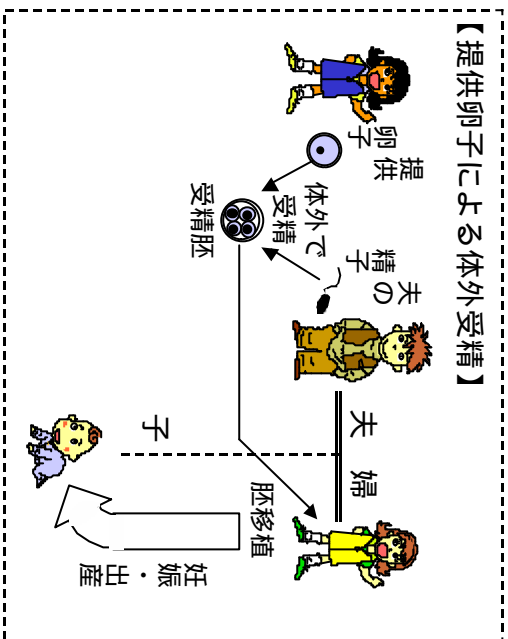 【提供卵子による体外受精】
提供
卵子
夫の
精子
体外で
受精
受精胚
夫 婦
胚移植
子
妊娠・出産